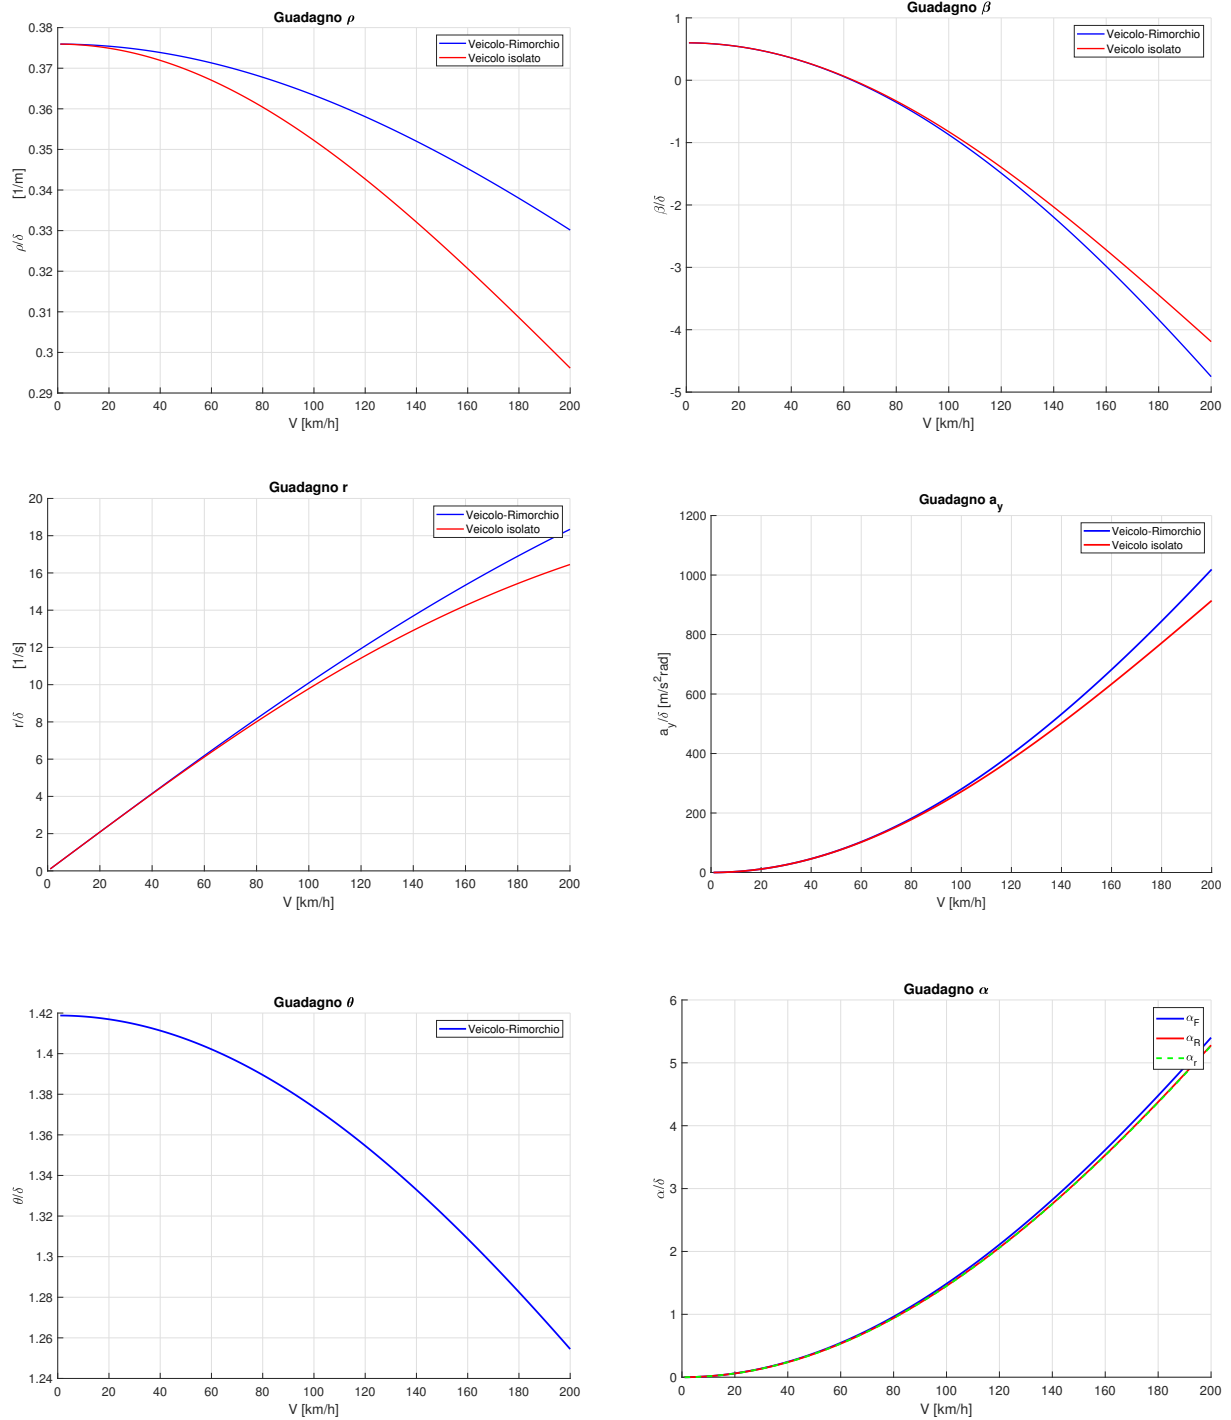 Guadagno ρ
0.38
0.37
0.36
0.35
0.34
0.33
0.32
0.31
0.3
0.29
ρ/δ [1/m]
0 20 40 60 80 100 120 140 160 180 200
V [km/h]
Veicolo-Rimorchio
Veicolo isolato
Guadagno β
1
0
-1
-2
-3
-4
-5
β/δ
0 20 40 60 80 100 120 140 160 180 200
V [km/h]
Veicolo-Rimorchio
Veicolo isolato
Guadagno r
20
18
16
14
12
10
8
6
4
2
0
r/δ [1/s]
0 20 40 60 80 100 120 140 160 180 200
V [km/h]
Veicolo-Rimorchio
Veicolo isolato
Guadagno a_y
1200
1000
800
600
400
200
0
a_y/δ [m/s²rad]
0 20 40 60 80 100 120 140 160 180 200
V [km/h]
Veicolo-Rimorchio
Veicolo isolato
Guadagno θ
1.42
1.4
1.38
1.36
1.34
1.32
1.3
1.28
1.26
1.24
θ/δ
0 20 40 60 80 100 120 140 160 180 200
V [km/h]
Veicolo-Rimorchio
Guadagno α
6
5
4
3
2
1
0
α/δ
0 20 40 60 80 100 120 140 160 180 200
V [km/h]
α_F
α_R
α_r